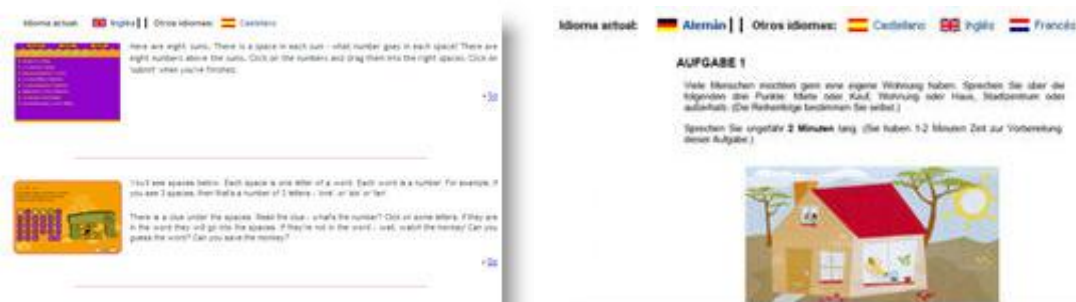 Idioma actual: Inglés || Otros idiomas: Castellano
Here are eight sums. There is a space in each sum - what number goes in each space? There are
eight numbers above the sums. Click on the numbers and drag them into the right spaces. Click on
'submit' when you've finished.
Go
You'll see spaces below. Each space is one letter of a word. Each word is a number. For example, if
you see 3 spaces, then that's a number of 3 letters - 'one', or 'six' or 'ten'.
There is a clue under the spaces. Read the clue - what's the number? Click on some letters. If they are
in the word they will go into the spaces. If they're not in the word - wait, watch the monkey! Can you
guess the word? Can you save the monkey?
Go
Idioma actual: Alemán || Otros idiomas: Castellano Inglés Francés
AUFGABE 1
Viele Menschen möchten gern eine eigene Wohnung haben. Sprechen Sie über die
folgenden drei Punkte: Miete oder Kauf, Wohnung oder Haus, Stadtzentrum oder
außerhalb. (Die Reihenfolge bestimmen Sie selbst.)
Sprechen Sie ungefähr 2 Minuten lang. (Sie haben 1-2 Minuten Zeit zur Vorbereitung
dieser Aufgabe.)